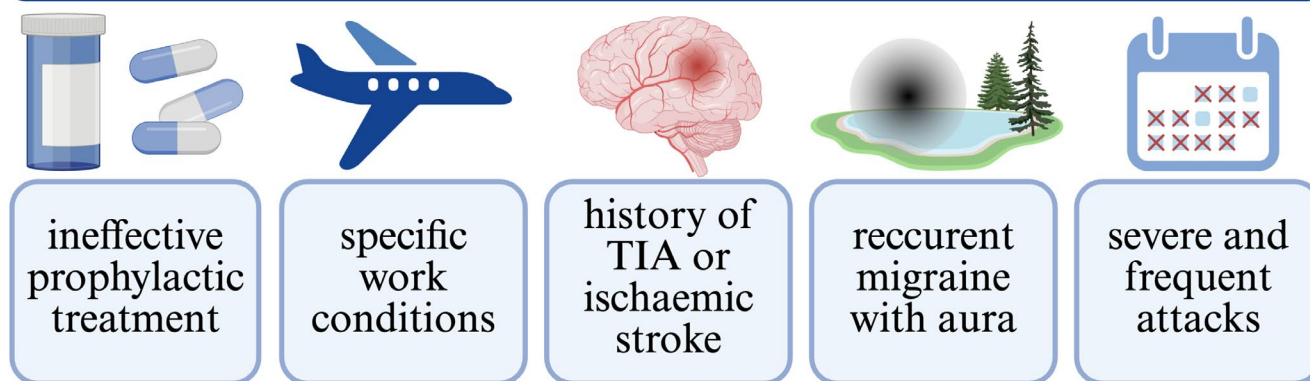 ineffective
prophylactic
treatment
specific
work
conditions
history of
TIA or
ischaemic
stroke
reccurent
migraine
with aura
severe and
frequent
attacks